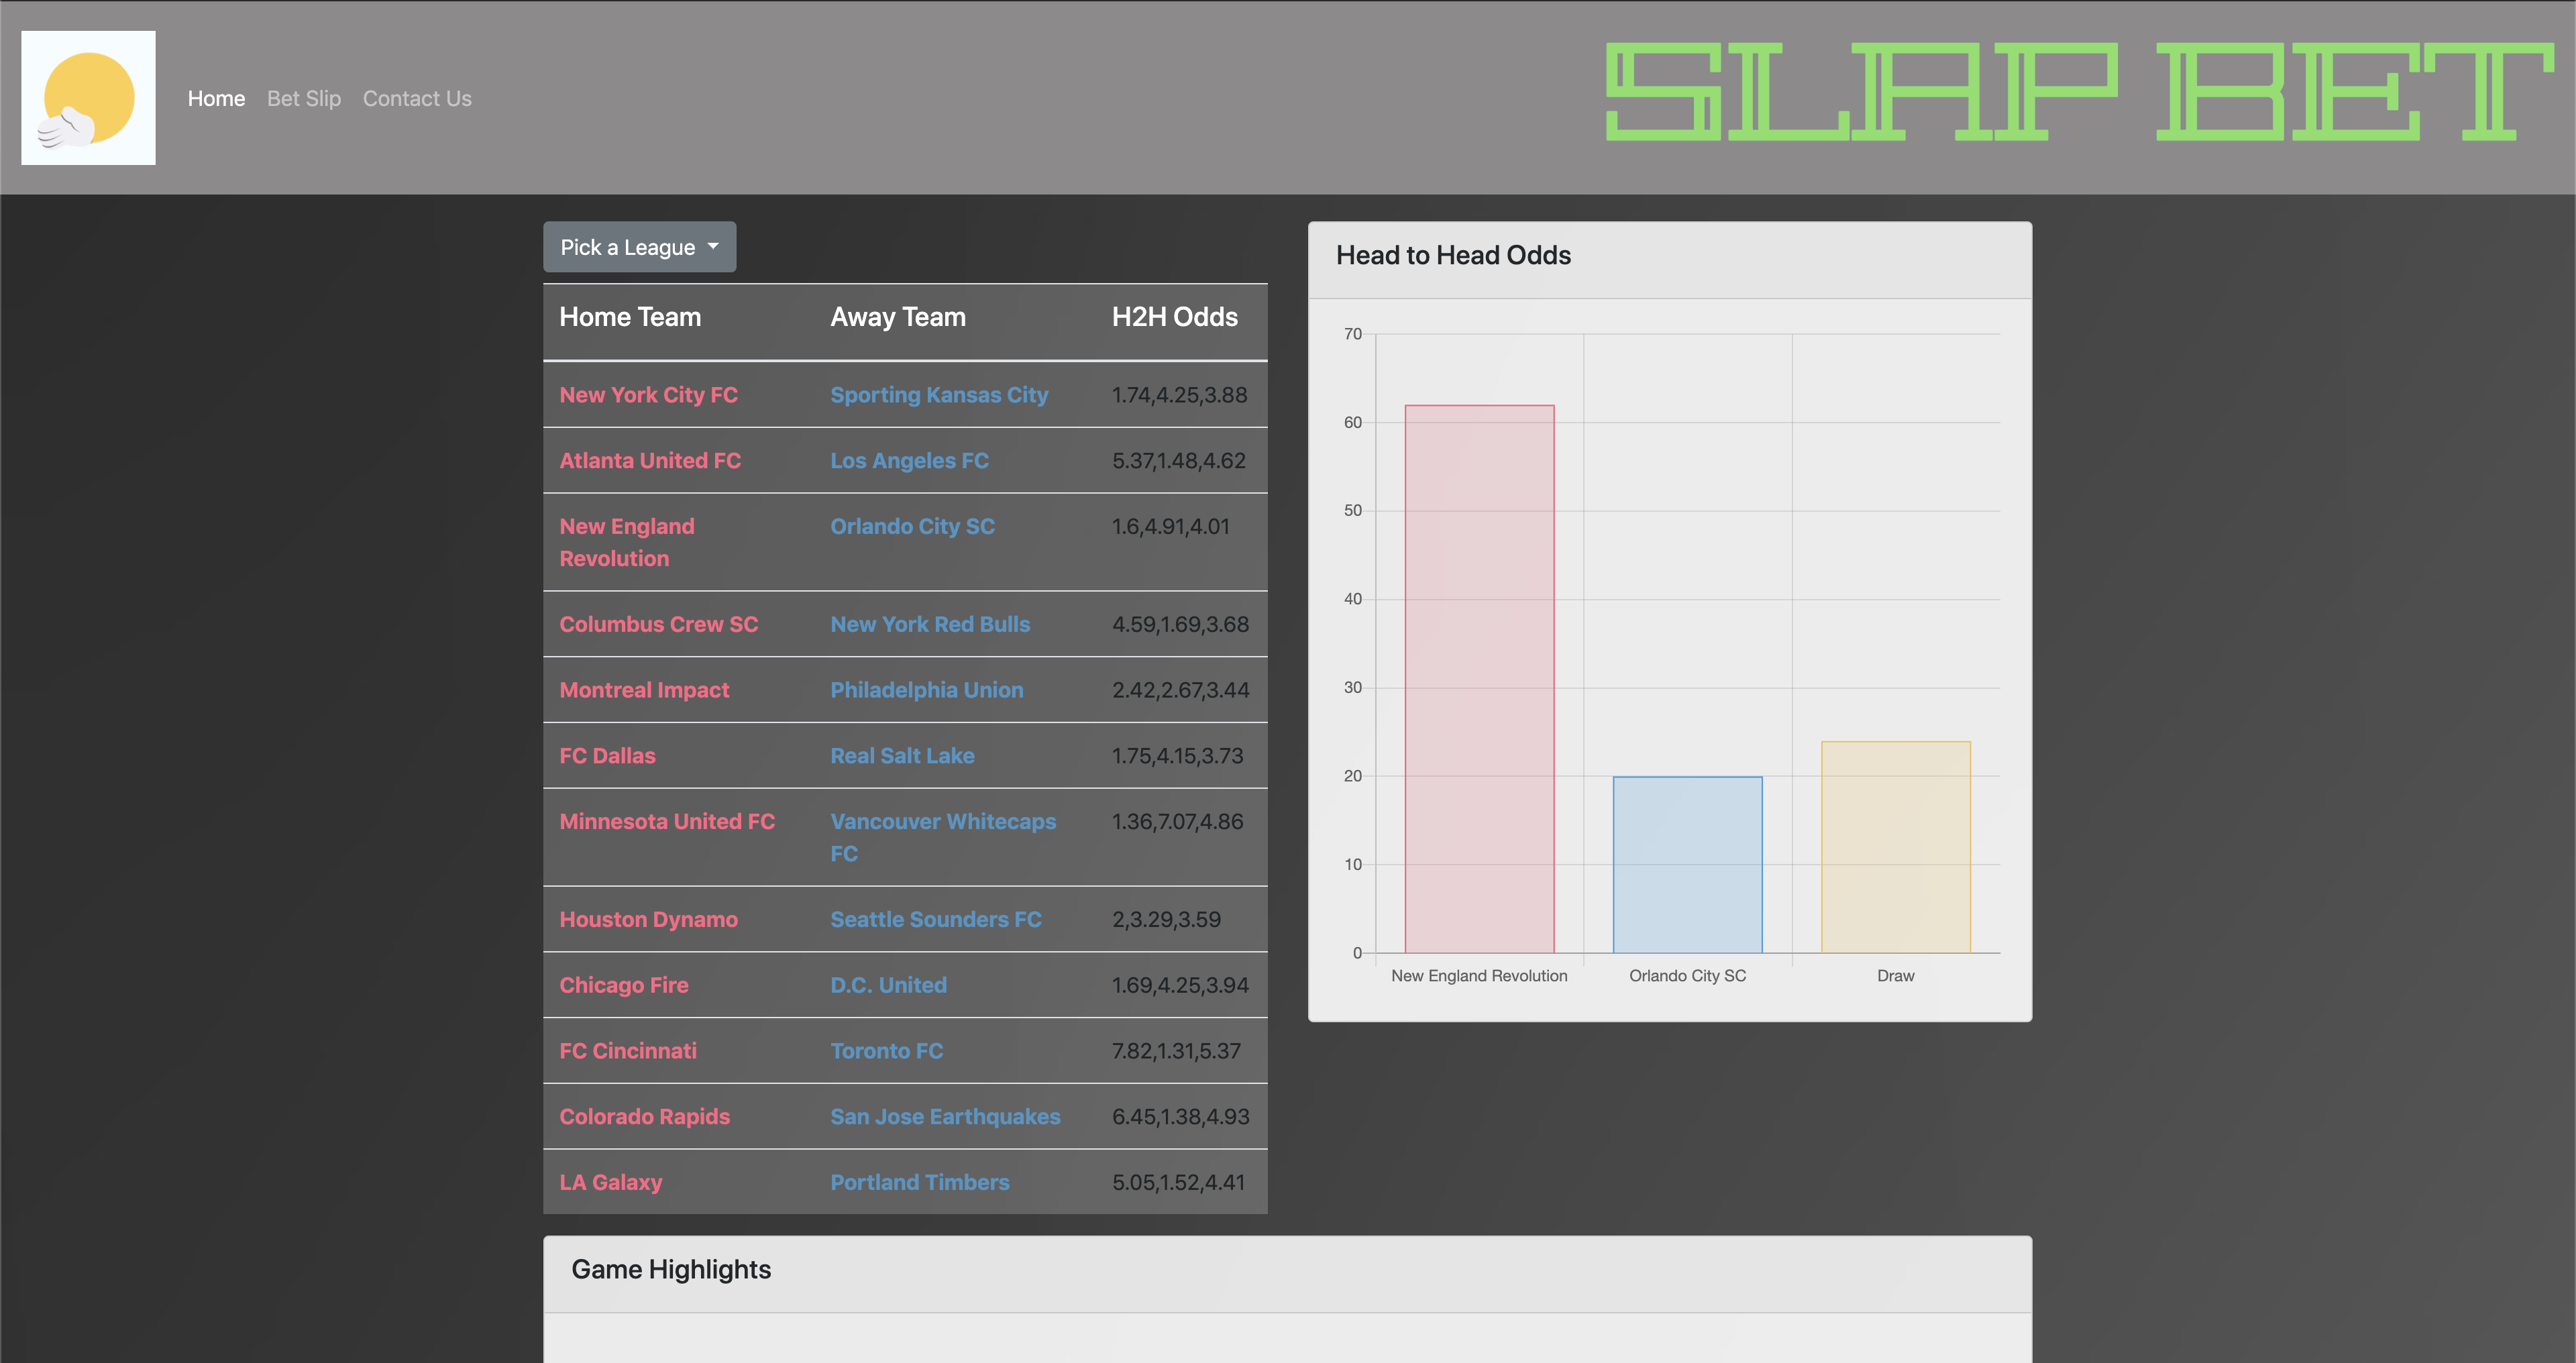 Home Bet Slip Contact Us
SLAP BET
Pick a League
Home Team Away Team H2H Odds
New York City FC Sporting Kansas City 1.74,4.25,3.88
Atlanta United FC Los Angeles FC 5.37,1.48,4.62
New England Orlando City SC 1.6,4.91,4.01
Revolution
Columbus Crew SC New York Red Bulls 4.59,1.69,3.68
Montreal Impact Philadelphia Union 2.42,2.67,3.44
FC Dallas Real Salt Lake 1.75,4.15,3.73
Minnesota United FC Vancouver Whitecaps 1.36,7.07,4.86
FC
Houston Dynamo Seattle Sounders FC 2,3.29,3.59
Chicago Fire D.C. United 1.69,4.25,3.94
FC Cincinnati Toronto FC 7.82,1.31,5.37
Colorado Rapids San Jose Earthquakes 6.45,1.38,4.93
LA Galaxy Portland Timbers 5.05,1.52,4.41
Head to Head Odds
70
60
50
40
30
20
10
0
New England Revolution Orlando City SC Draw
Game Highlights